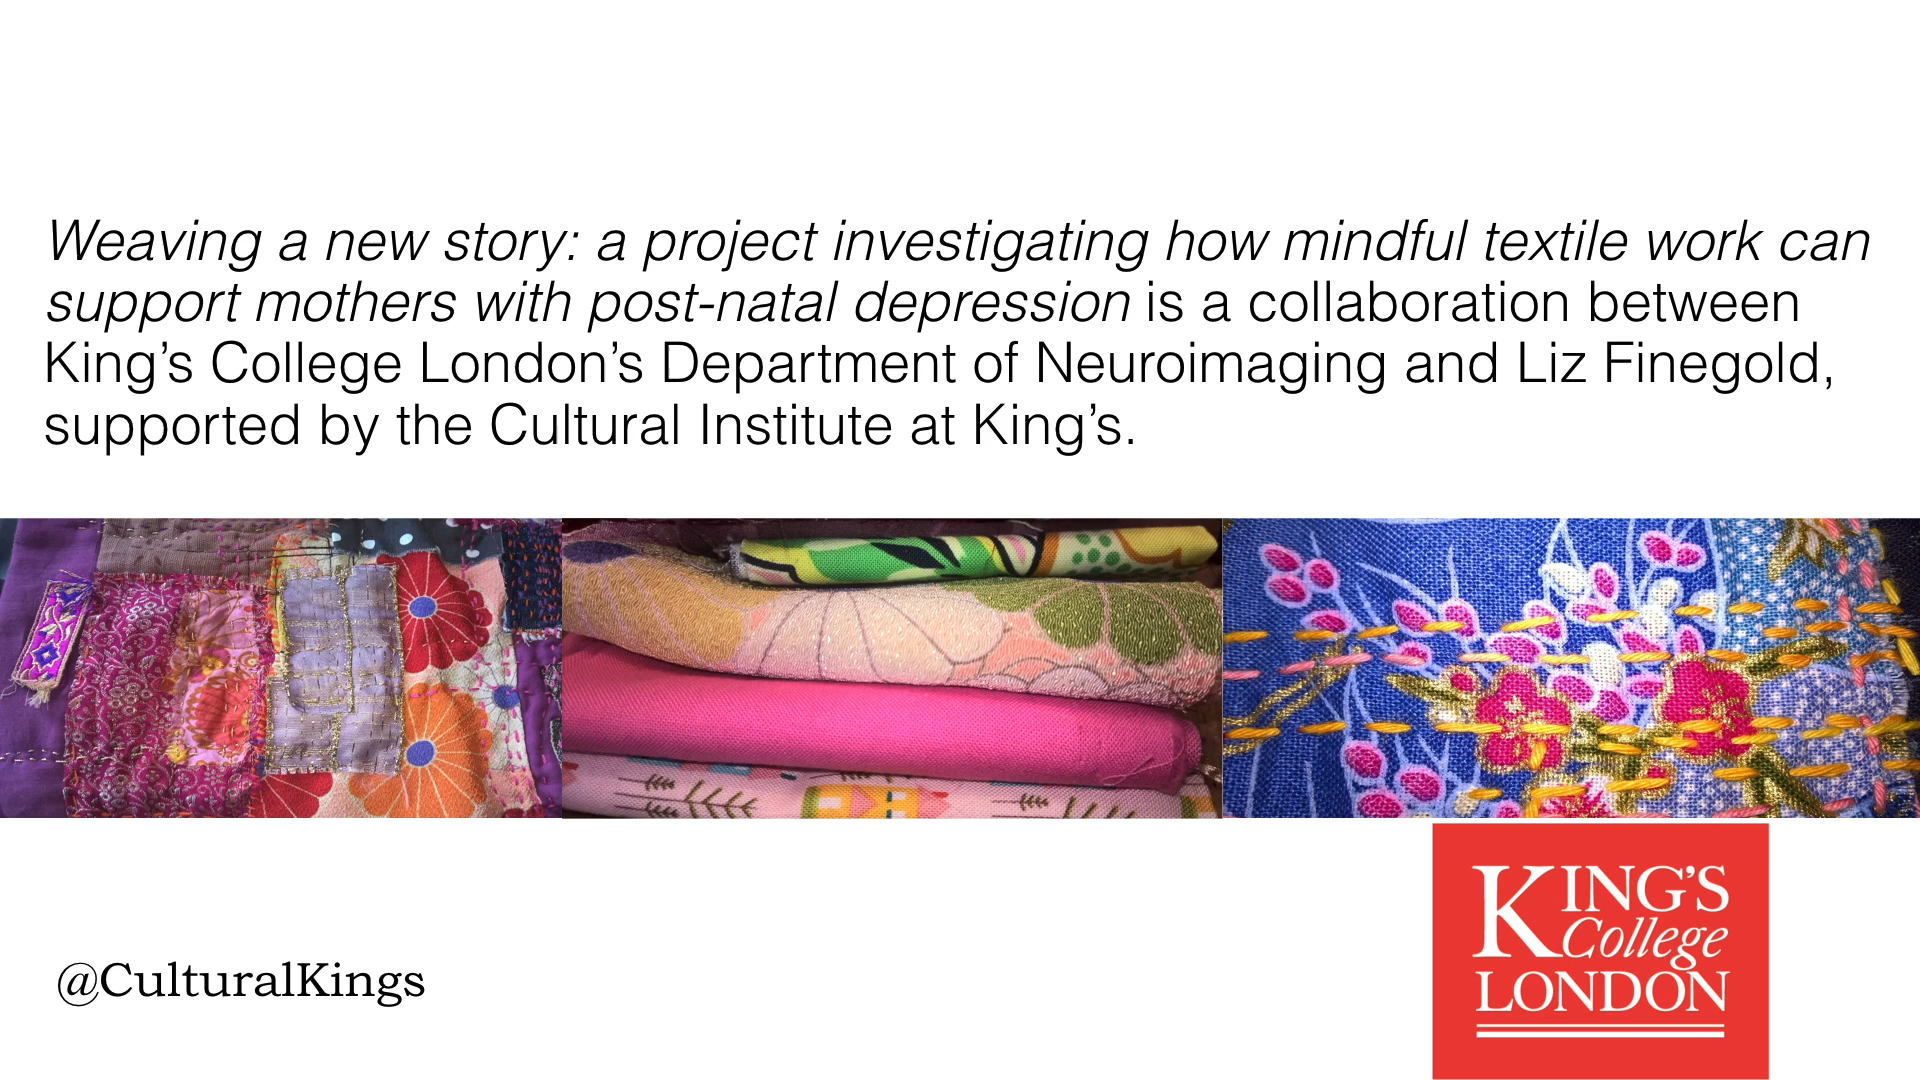 Weaving a new story: a project investigating how mindful textile work can
support mothers with post-natal depression is a collaboration between
King’s College London’s Department of Neuroimaging and Liz Finegold,
supported by the Cultural Institute at King’s.
@CulturalKings
KING’S
College
LONDON